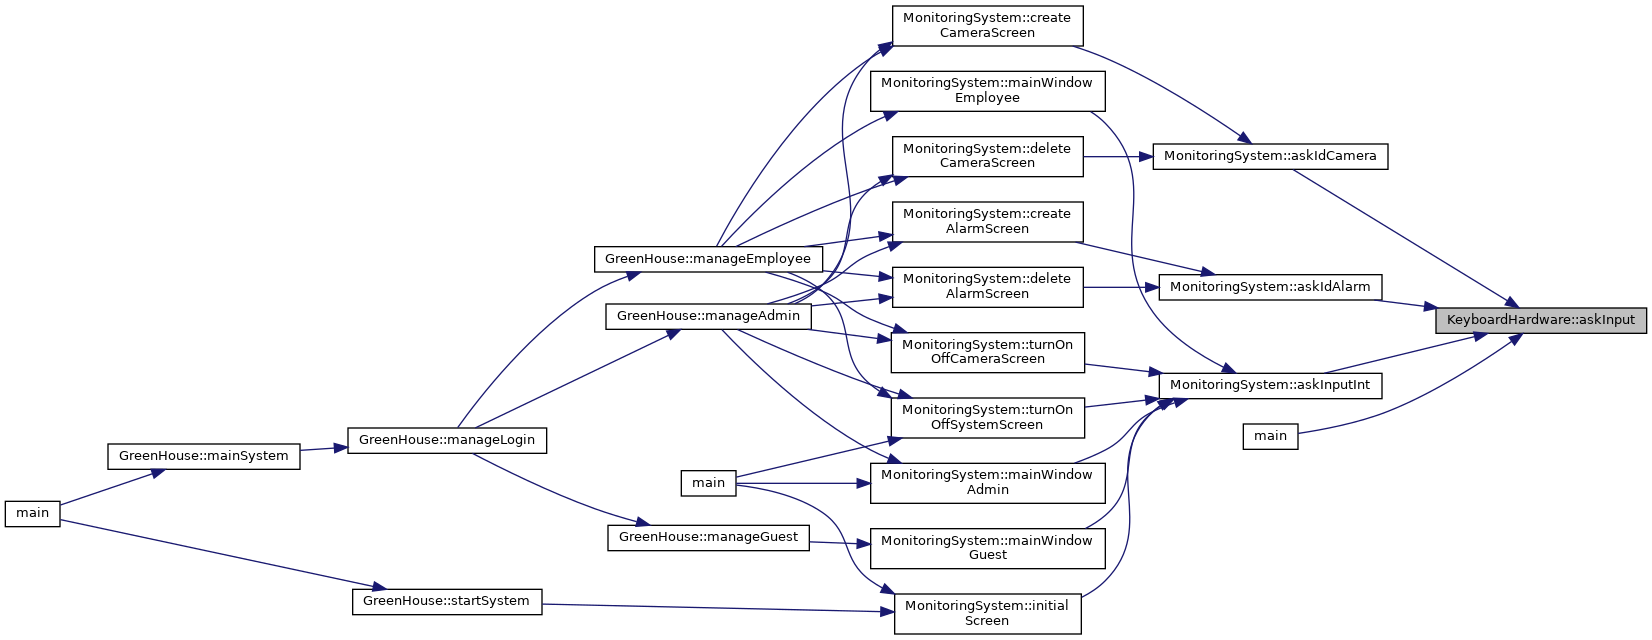 MonitoringSystem::create
CameraScreen
MonitoringSystem::mainWindow
Employee
MonitoringSystem::delete
CameraScreen
MonitoringSystem::askIdCamera
MonitoringSystem::create
AlarmScreen
GreenHouse::manageEmployee
MonitoringSystem::delete
AlarmScreen
MonitoringSystem::askIdAlarm
GreenHouse::manageAdmin
KeyboardHardware::askInput
MonitoringSystem::turnOn
OffCameraScreen
MonitoringSystem::askInputInt
MonitoringSystem::turnOn
OffSystemScreen
main
GreenHouse::manageLogin
GreenHouse::mainSystem
main
MonitoringSystem::mainWindow
Admin
main
GreenHouse::manageGuest
MonitoringSystem::mainWindow
Guest
GreenHouse::startSystem
MonitoringSystem::initial
Screen